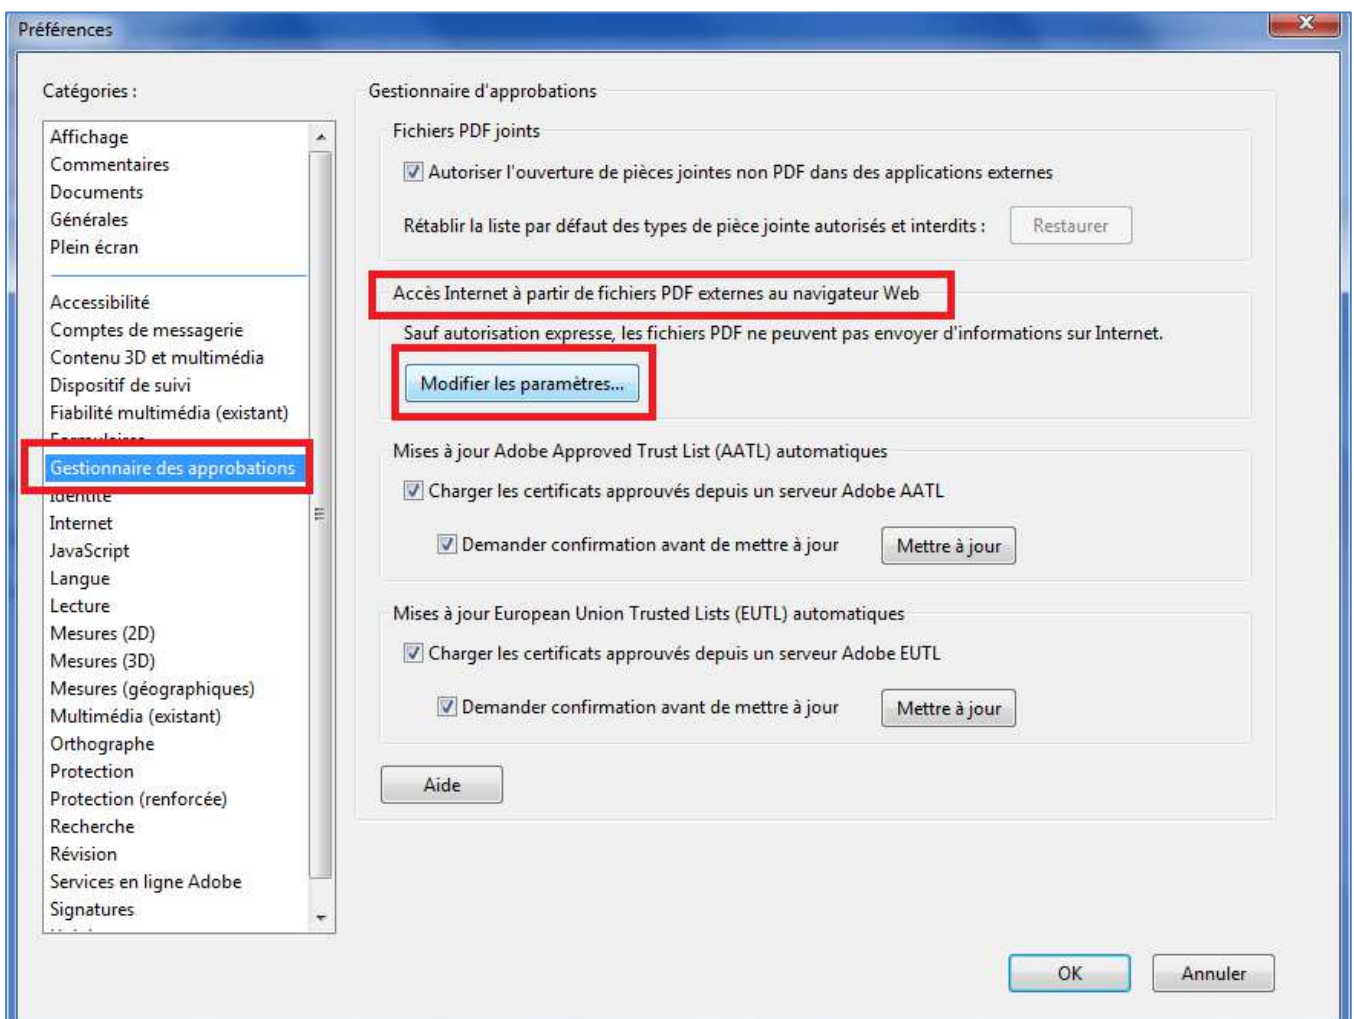 Préférences
Catégories :
Affichage
Commentaires
Documents
Générales
Plein écran
Accessibilité
Comptes de messagerie
Contenu 3D et multimédia
Dispositif de suivi
Fiabilité multimédia (existant)
Formulaires
Gestionnaire des approbations
Identité
Internet
JavaScript
Langue
Lecture
Mesures (2D)
Mesures (3D)
Mesures (géographiques)
Multimédia (existant)
Orthographe
Protection
Protection (renforcée)
Recherche
Révision
Services en ligne Adobe
Signatures
Gestionnaire d'approbations
Fichiers PDF joints
Autoriser l'ouverture de pièces jointes non PDF dans des applications externes
Rétablir la liste par défaut des types de pièce jointe autorisés et interdits : Restaurer
Accès Internet à partir de fichiers PDF externes au navigateur Web
Sauf autorisation expresse, les fichiers PDF ne peuvent pas envoyer d'informations sur Internet.
Modifier les paramètres...
Mises à jour Adobe Approved Trust List (AATL) automatiques
Charger les certificats approuvés depuis un serveur Adobe AATL
Demander confirmation avant de mettre à jour Mettre à jour
Mises à jour European Union Trusted Lists (EUTL) automatiques
Charger les certificats approuvés depuis un serveur Adobe EUTL
Demander confirmation avant de mettre à jour Mettre à jour
Aide
OK Annuler